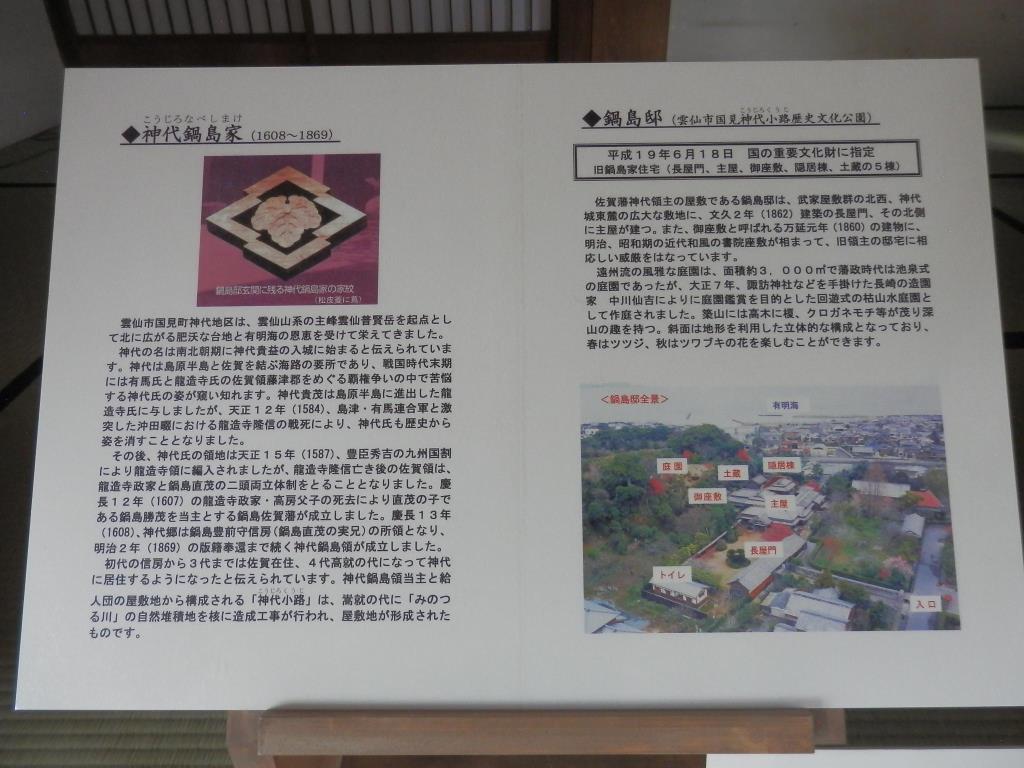 こうじろなべしまけ
◆神代鍋島家（1608～1869）
鍋島邸玄関に残る神代鍋島家の家紋
（松皮菱に蔦）
雲仙市国見町神代地区は、雲仙山系の主峰雲仙普賢岳を起点とし
て北に広がる肥沃な台地と有明海の恩恵を受けて栄えてきました。
神代の名は南北朝期に神代貴益の入城に始まると伝えられていま
す。神代は島原半島と佐賀を結ぶ海路の要所であり、戦国時代末期
には有馬氏と龍造寺氏の佐賀領藤津郡をめぐる覇権争いの中で苦悩
する神代氏の姿が窺い知れます。神代貴茂は島原半島に進出した龍
造寺氏に与しましたが、天正１２年（1584）、島津・有馬連合軍と激
突した沖田畷における龍造寺隆信の戦死により、神代氏も歴史から
姿を消すこととなりました。
その後、神代氏の領地は天正１５年（1587）、豊臣秀吉の九州国割
により龍造寺領に編入されましたが、龍造寺隆信亡き後の佐賀領は、
龍造寺政家と鍋島直茂の二頭両立体制をとることとなりました。慶
長１２年（1607）の龍造寺政家・高房父子の死去により直茂の子で
ある鍋島勝茂を当主とする鍋島佐賀藩が成立しました。慶長１３年
（1608）、神代郷は鍋島豊前守信房（鍋島直茂の実兄）の所領となり、
明治２年（1869）の版籍奉還まで続く神代鍋島領が成立しました。
初代の信房から３代までは佐賀在住、４代嵩就の代になって神代
に居住するようになったと伝えられています。神代鍋島領当主と給
こうじろくうじ
人団の屋敷地から構成される「神代小路」は、嵩就の代に「みのつ
る川」の自然堆積地を核に造成工事が行われ、屋敷地が形成された
ものです。
こうじろくうじ
◆鍋島邸（雲仙市国見神代小路歴史文化公園）
平成１９年６月１８日　国の重要文化財に指定
旧鍋島家住宅（長屋門、主屋、御座敷、隠居棟、土蔵の５棟）
佐賀藩神代領主の屋敷である鍋島邸は、武家屋敷群の北西、神代
城東麓の広大な敷地に、文久２年（1862）建築の長屋門、その北側
に主屋が建つ。また、御座敷と呼ばれる万延元年（1860）の建物に、
明治、昭和期の近代和風の書院座敷が相まって、旧領主の邸宅に相
応しい威厳をはなっています。
遠州流の風雅な庭園は、面積約３，０００㎡で藩政時代は池泉式
の庭園であったが、大正７年、諏訪神社などを手掛けた長崎の造園
家　中川仙吉によりに庭園鑑賞を目的とした回遊式の枯山水庭園と
して作庭されました。築山には高木に榎、クロガネモチ等が茂り深
山の趣を持つ。斜面は地形を利用した立体的な構成となっており、
春はツツジ、秋はツワブキの花を楽しむことができます。
＜鍋島邸全景＞
有明海
庭園
土蔵
隠居棟
御座敷
主屋
長屋門
トイレ
入口